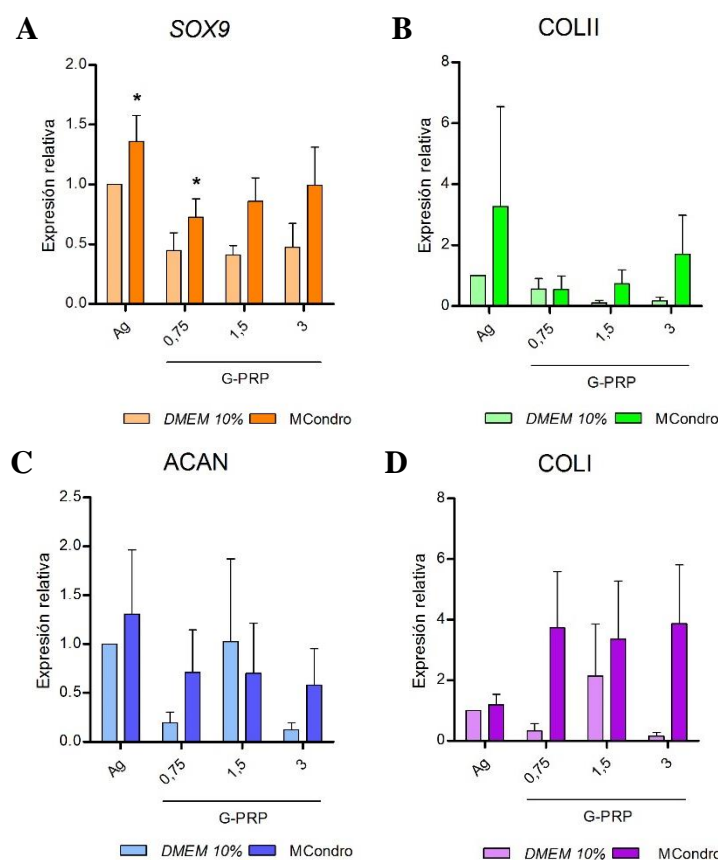 A
SOX9
Expresión relativa
2.0
1.5
1.0
0.5
0.0
*
*
Ag
0,75
1,5
3
G-PRP
DMEM 10% MCondro
B
COLII
Expresión relativa
8
6
4
2
0
Ag
0,75
1,5
3
G-PRP
DMEM 10% MCondro
C
ACAN
Expresión relativa
2.5
2.0
1.5
1.0
0.5
0.0
Ag
0,75
1,5
3
G-PRP
DMEM 10% MCondro
D
COLI
Expresión relativa
8
6
4
2
0
Ag
0,75
1,5
3
G-PRP
DMEM 10% MCondro